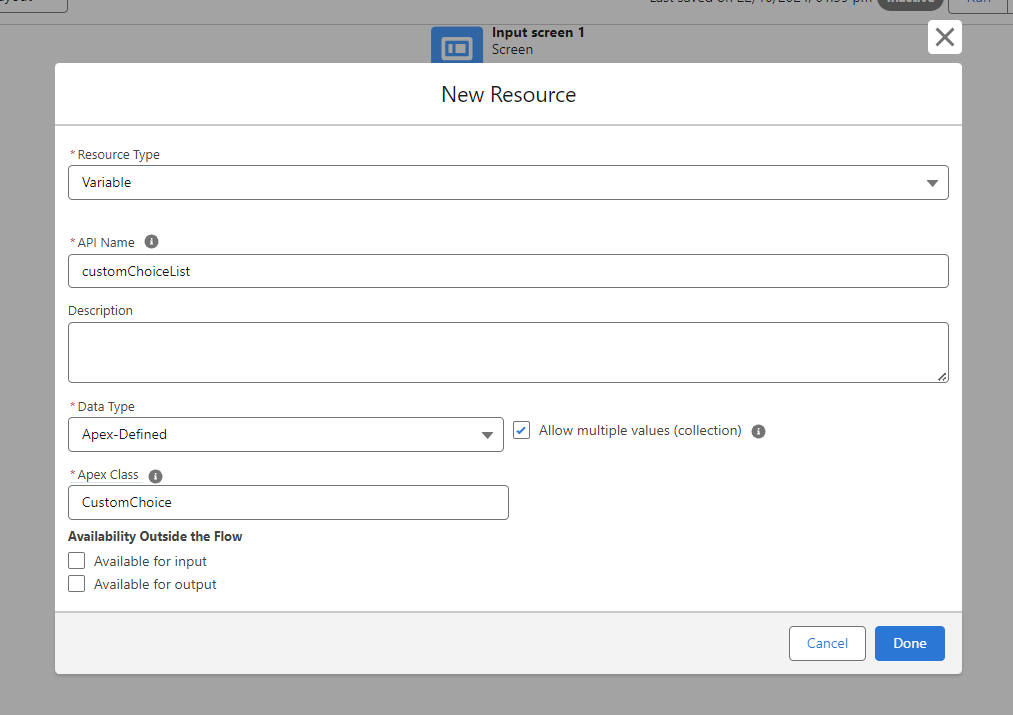 Input screen 1
Screen
New Resource
*Resource Type
Variable
*API Name
customChoiceList
Description
*Data Type
Apex-Defined
Allow multiple values (collection)
*Apex Class
CustomChoice
Availability Outside the Flow
Available for input
Available for output
Cancel
Done